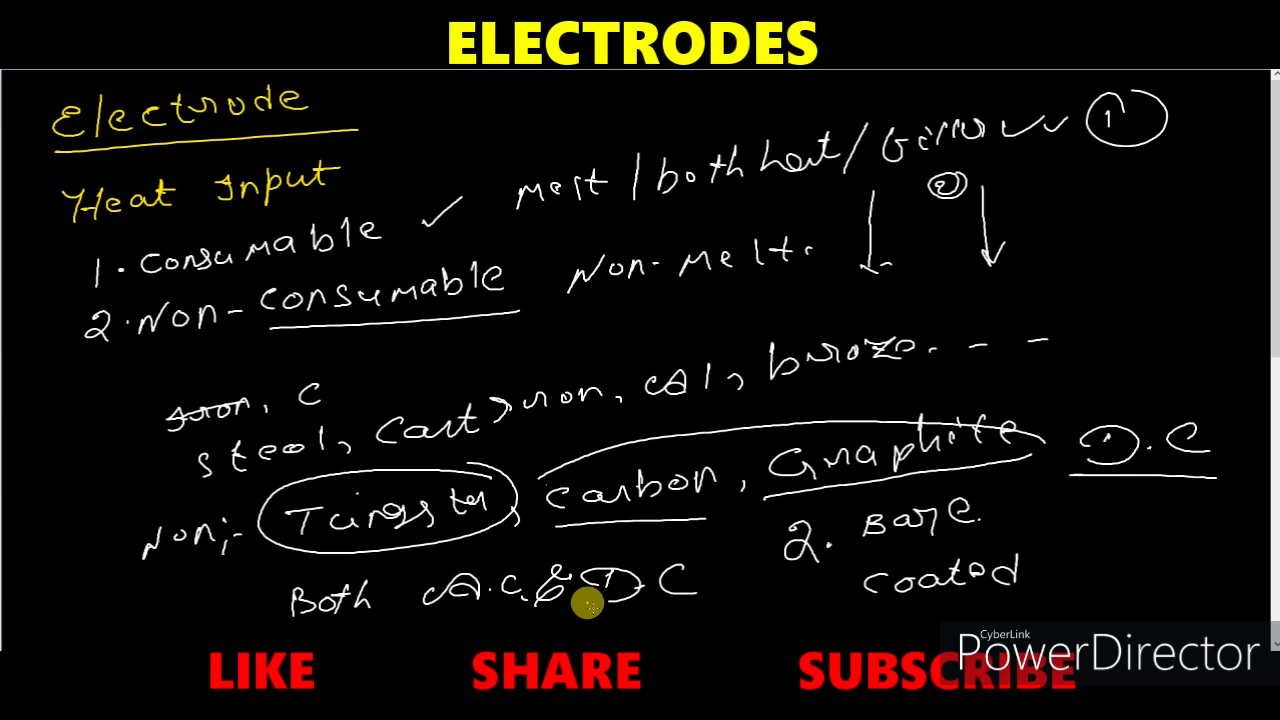 ELECTRODES
Electrode
Heat Input
1. Consumable ✓ melt / both heat / ✓✓ 1
2
2. Non-consumable Non-melt.
Iron, C
steel, Cast iron, Al, broze. - -
Non;- Tungsten, carbon, Graphite D.C
Both A.C. & D.C
2. Bare
coated
LIKE SHARE SUBSCRIBE
CyberLink
PowerDirector